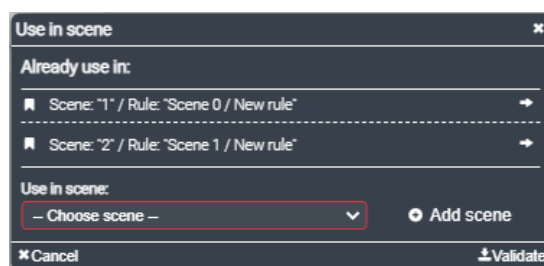 Use in scene
Already use in:
Scene: "1" / Rule: "Scene 0 / New rule"
Scene: "2" / Rule: "Scene 1 / New rule"
Use in scene:
-- Choose scene --
Add scene
Cancel
Validate